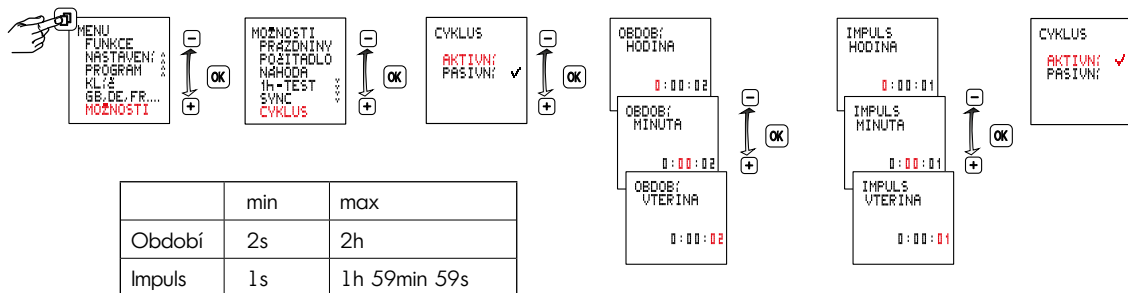 MENU
FUNKCE
NASTAVENÍ
PROGRAM
KLÍČ
GB,DE,FR....
MOŽNOSTI
-
OK
+
MOŽNOSTI
PRÁZDNINY
POČITADLO
NÁHODA
1h-TEST
SYNC
CYKLUS
-
OK
+
CYKLUS
AKTIVNÍ
PASIVNÍ ✓
-
OK
+
OBDOBÍ
HODINA
0:00:02
OBDOBÍ
MINUTA
0:00:02
OBDOBÍ
VTERINA
0:00:02
-
OK
+
IMPULS
HODINA
0:00:01
IMPULS
MINUTA
0:00:01
IMPULS
VTERINA
0:00:01
-
OK
+
CYKLUS
AKTIVNÍ ✓
PASIVNÍ
min max
Období 2s 2h
Impuls 1s 1h 59min 59s